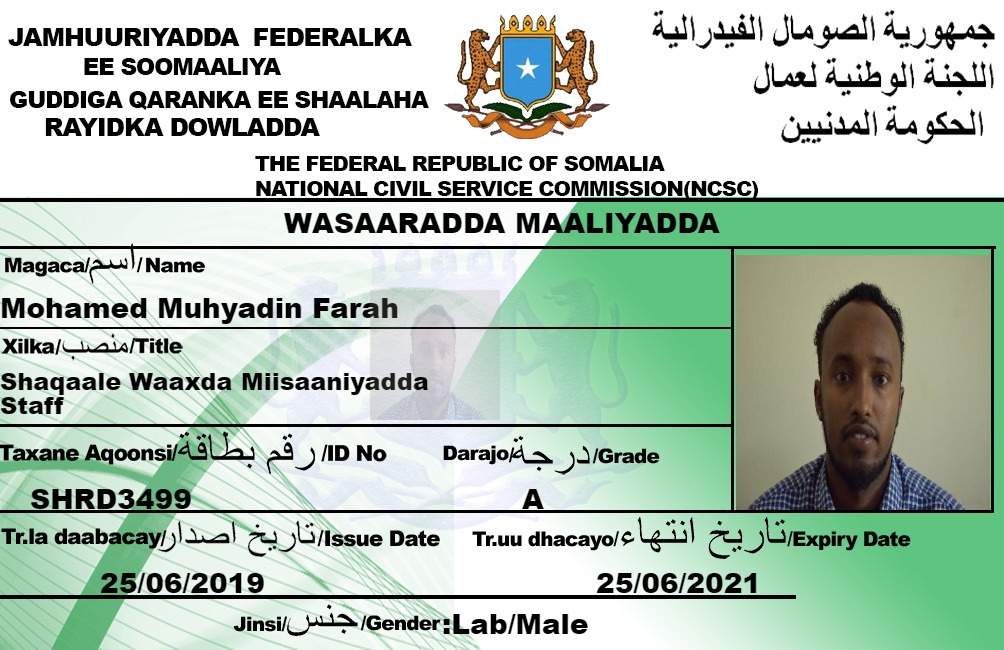 JAMHUURIYADDA FEDERALKA
EE SOOMAALIYA
GUDDIGA QARANKA EE SHAALAHA
RAYIDKA DOWLADDA
جمهورية الصومال الفيدرالية
اللجنة الوطنية لعمال
الحكومة المدنيين
THE FEDERAL REPUBLIC OF SOMALIA
NATIONAL CIVIL SERVICE COMMISSION(NCSC)
WASAARADDA MAALIYADDA
Magaca/اسم/Name
Mohamed Muhyadin Farah
Xilka/منصب/Title
Shaqaale Waaxda Miisaaniyadda
Staff
Taxane Aqoonsi/رقم بطاقة/ID No
Darajo/درجة/Grade
SHRD3499
A
Tr.la daabacay/تاريخ اصدار/Issue Date
Tr.uu dhacayo/تاريخ انتهاء/Expiry Date
25/06/2019
25/06/2021
Jinsi/جنس/Gender:Lab/Male